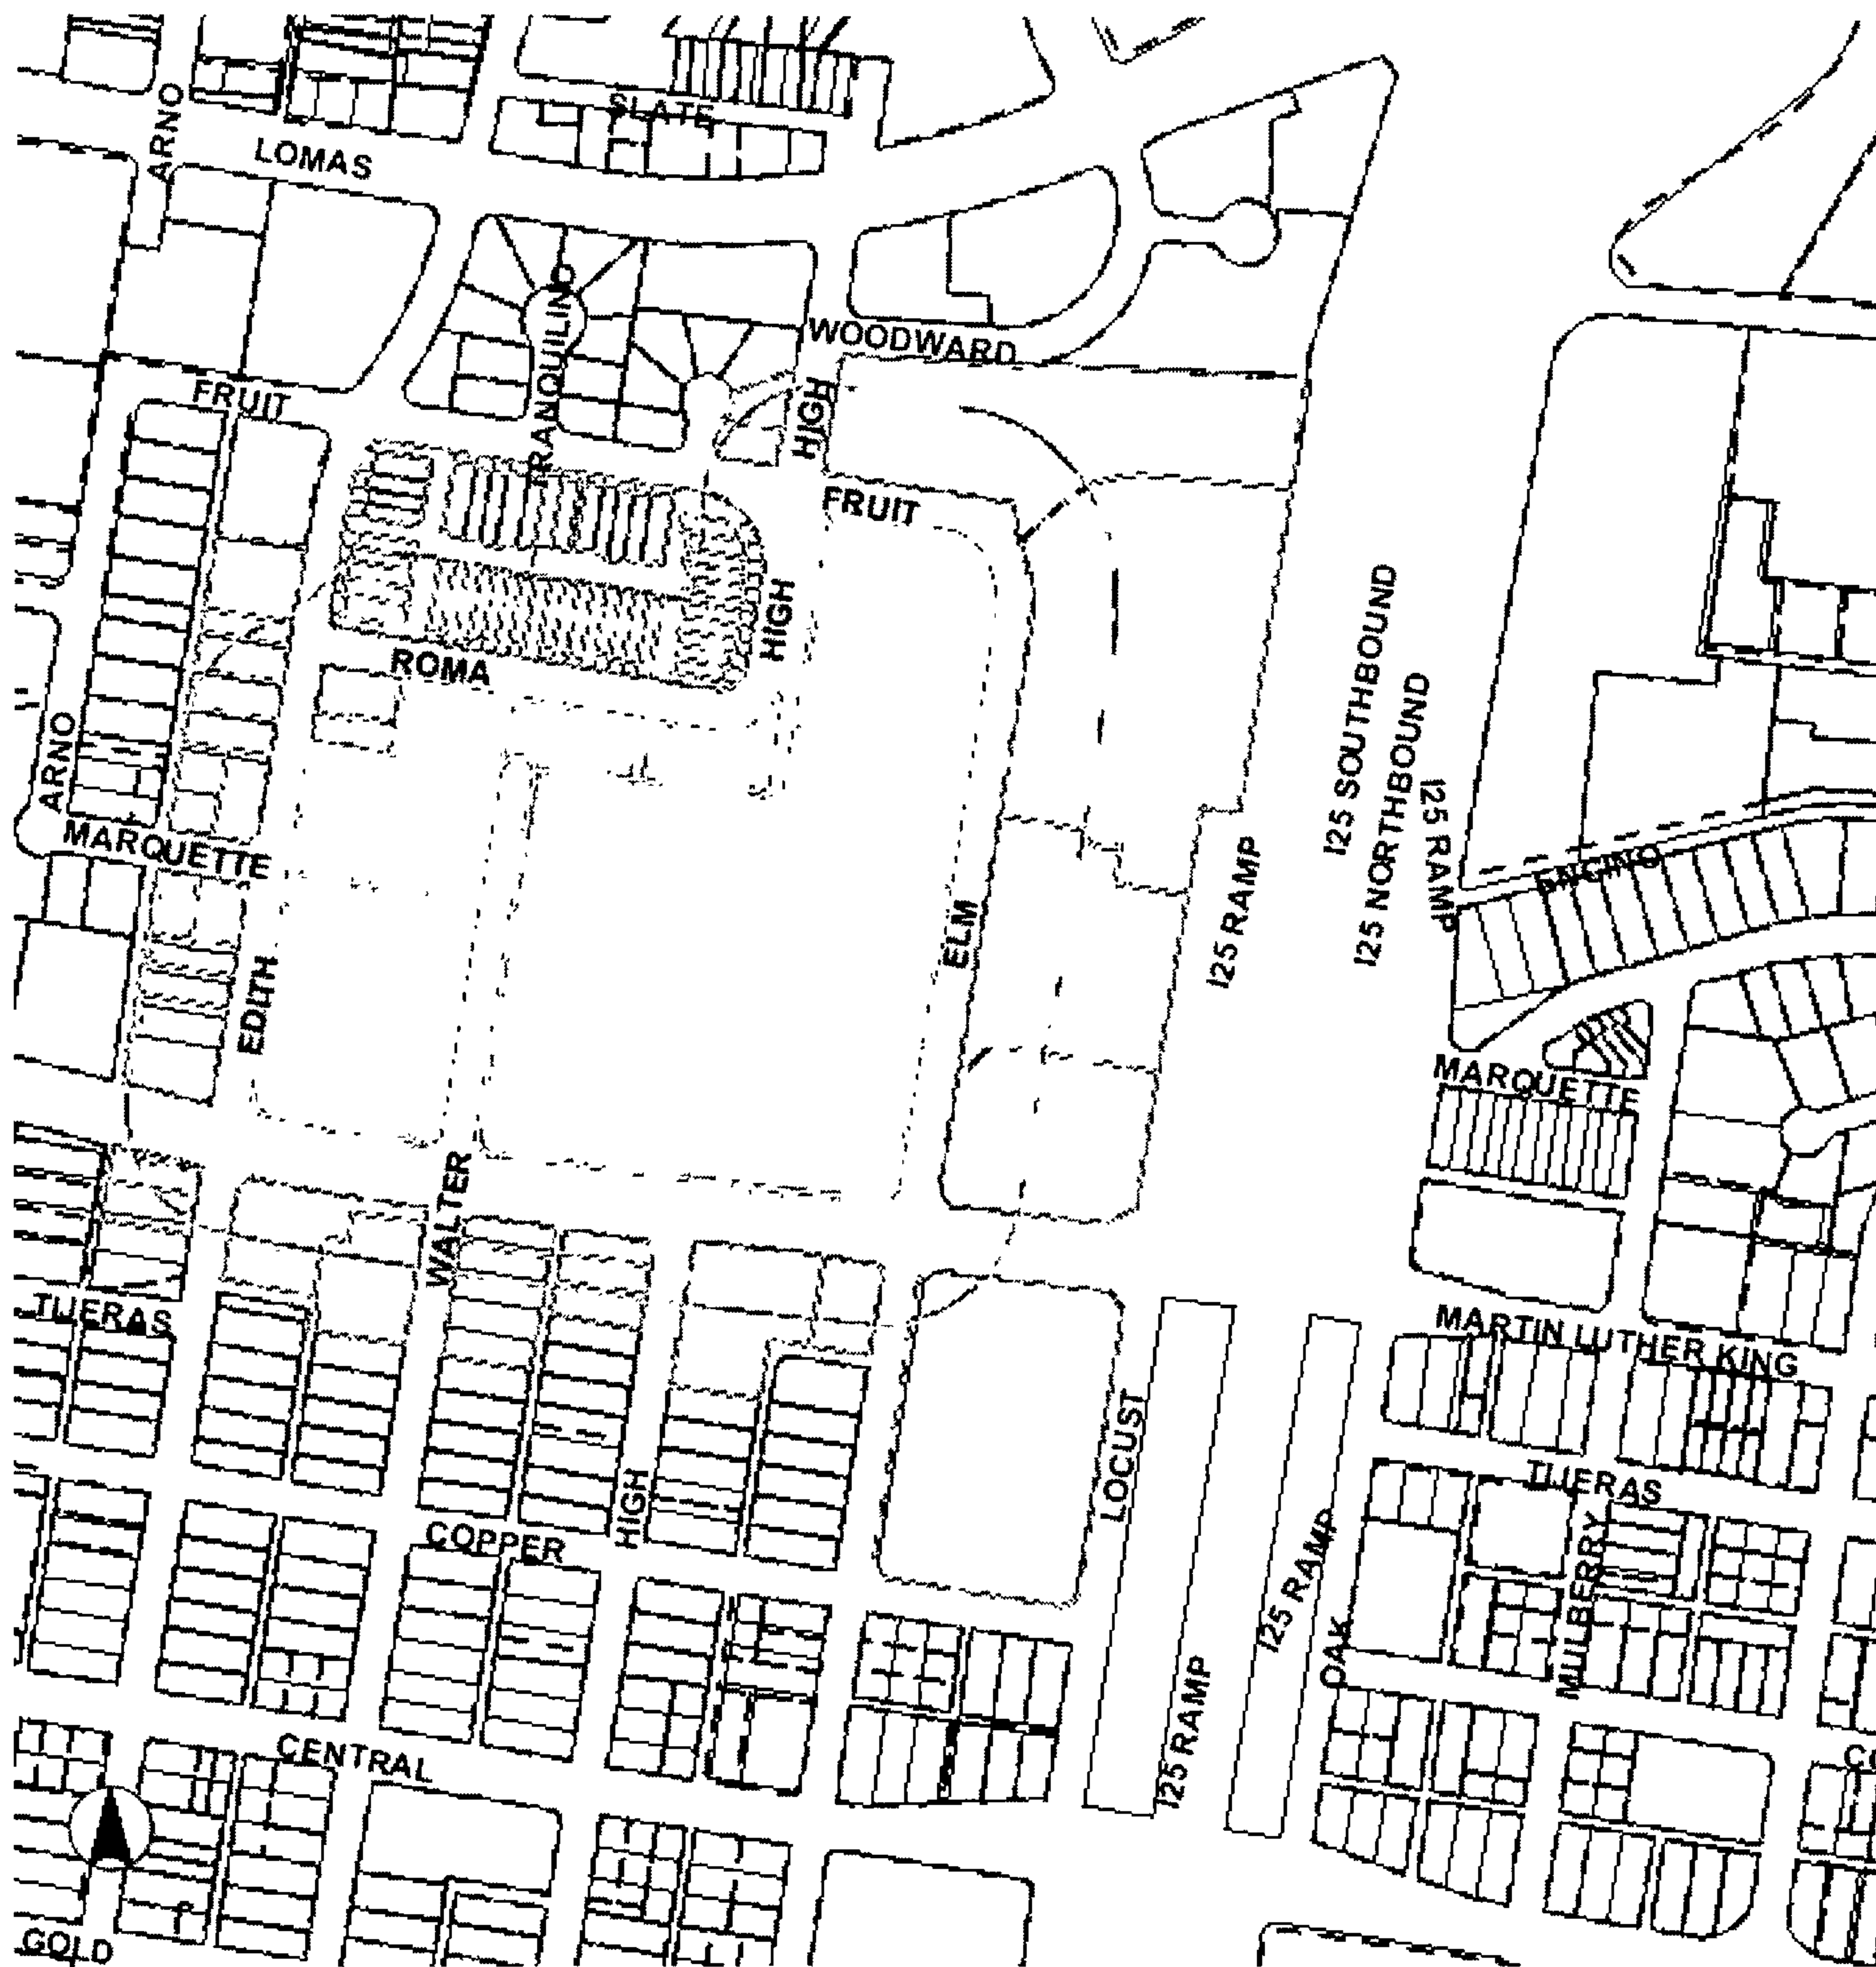 ARNO
SLATE
LOMAS
TRANQUILINO
WOODWARD
HIGH
FRUIT
FRUIT
HIGH
ROMA
I25 SOUTHBOUND
I25 NORTHBOUND
I25 RAMP
ARNO
MARQUETTE
ENCINO
I25 RAMP
ELM
EDITH
MARQUETTE
WALTER
TIJERAS
MARTIN LUTHER KING
LOCUST
TIJERAS
HIGH
COPPER
MULBERRY
I25 RAMP
OAK
I25 RAMP
CENTRAL
GOLD